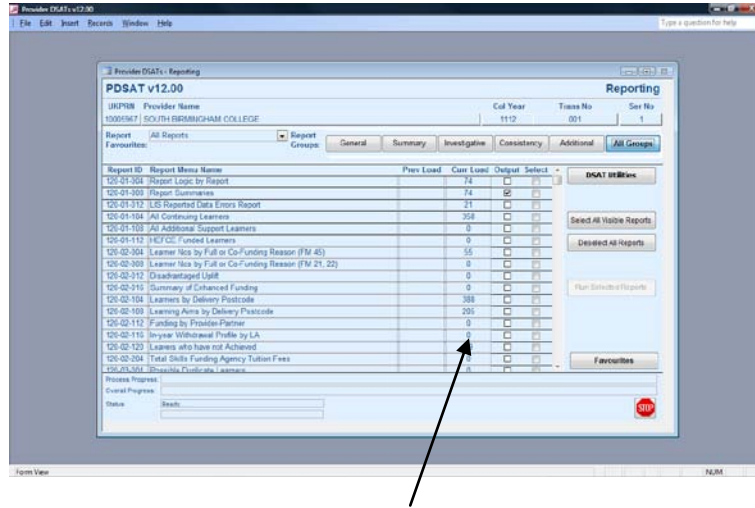 Provider DSATs v12.00
File Edit Insert Records Window Help Type a question for help
Provider DSATs - Reporting
PDSAT v12.00 Reporting
UKPRN Provider Name Col Year Trans No Ser No
10005967 SOUTH BIRMINGHAM COLLEGE 1112 001 1
Report Favourites: All Reports Report Groups: General Summary Investigative Consistency Additional All Groups
Report ID Report Menu Name Prev Load Curr Load Output Select
120-01-004 Report Logic by Report 74
120-01-008 Report Summaries 74
120-01-012 LIS Reported Data Errors Report 21
120-01-104 All Continuing Learners 358
120-01-108 All Additional Support Learners 0
120-01-112 HEFCE Funded Learners 0
120-02-004 Learner Nos by Full or Co-Funding Reason (FM 45) 55
120-02-008 Learner Nos by Full or Co-Funding Reason (FM 21, 22) 0
120-02-012 Disadvantaged Uplift 0
120-02-016 Summary of Enhanced Funding 0
120-02-104 Learners by Delivery Postcode 388
120-02-108 Learning Aims by Delivery Postcode 205
120-02-112 Funding by Provider-Partner 0
120-02-116 In-year Withdrawal Profile by LA 0
120-02-120 Learners who have not Achieved
120-02-204 Total Skills Funding Agency Tuition Fees 0
120-03-004 Possible Duplicate Learners 0
DSAT Utilities
Select All Visible Reports
Deselect All Reports
Run Selected Reports
Favourites
Process Progress:
Overall Progress:
Status Ready
STOP
Form View NUM